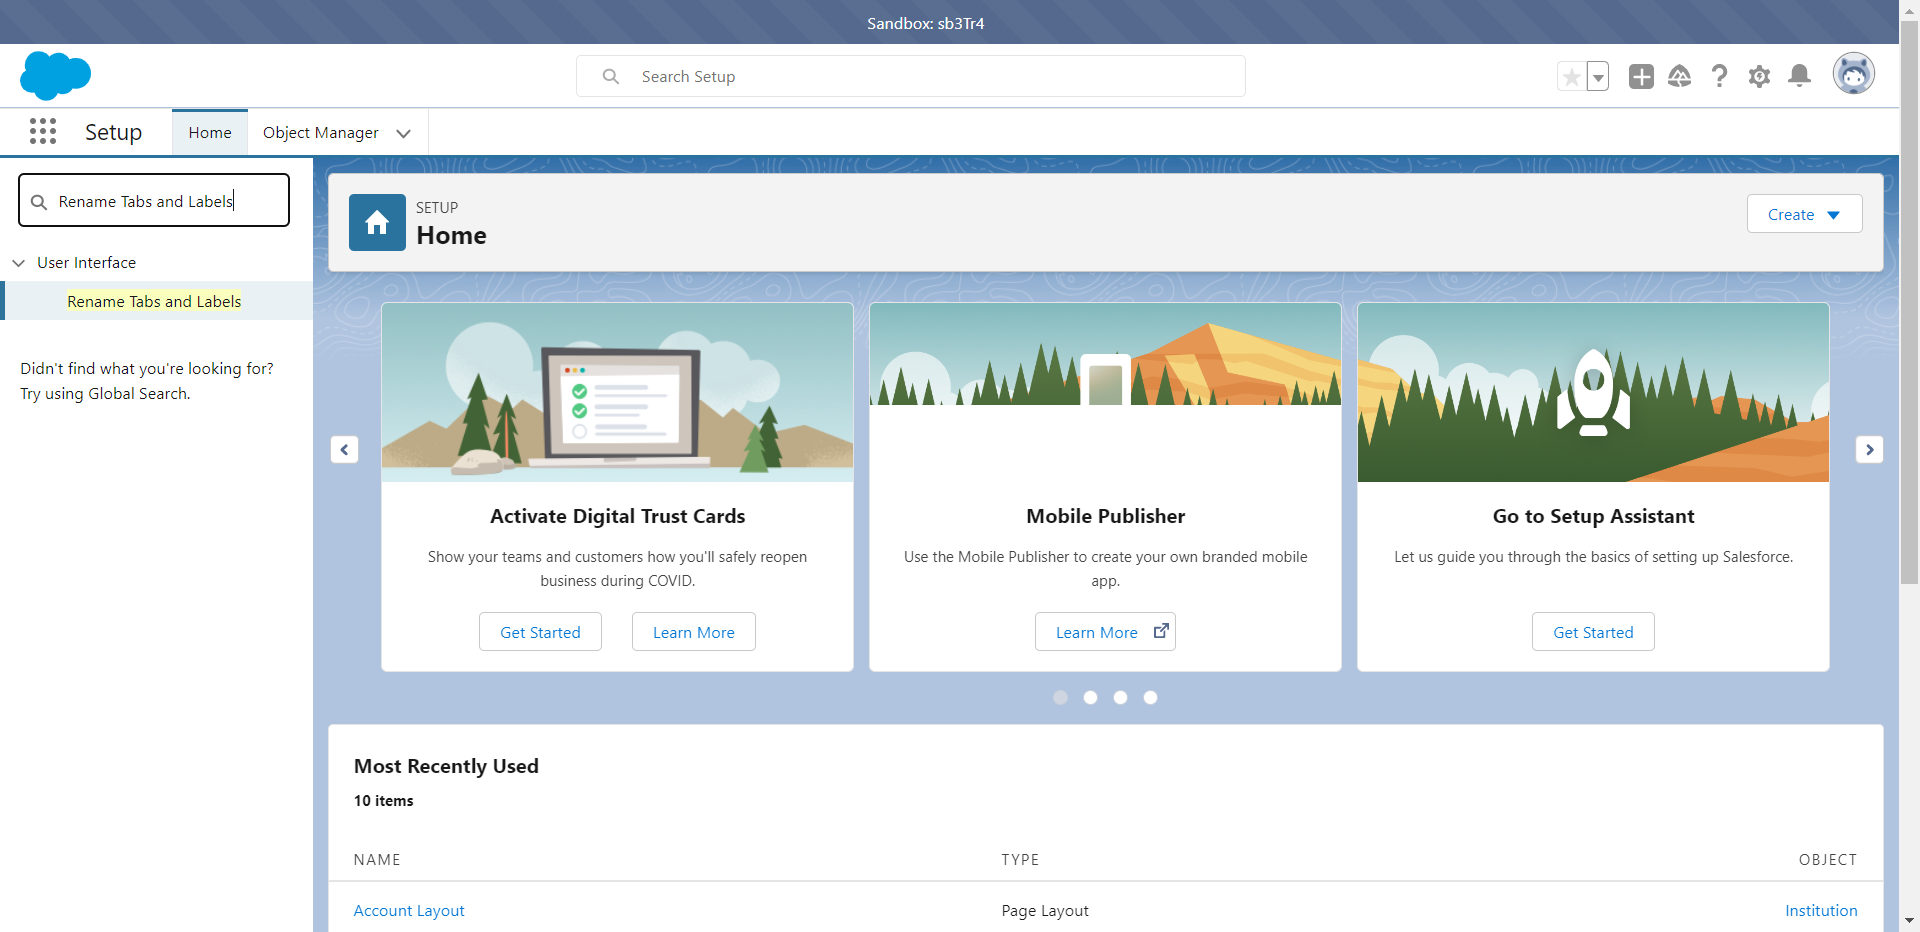 Sandbox: sb3Tr4
Search Setup
Setup
Home
Object Manager
Rename Tabs and Labels
User Interface
Rename Tabs and Labels
Didn't find what you're looking for?
Try using Global Search.
SETUP
Home
Create
Activate Digital Trust Cards
Show your teams and customers how you'll safely reopen
business during COVID.
Get Started
Learn More
Mobile Publisher
Use the Mobile Publisher to create your own branded mobile
app.
Learn More
Go to Setup Assistant
Let us guide you through the basics of setting up Salesforce.
Get Started
Most Recently Used
10 items
NAME
TYPE
OBJECT
Account Layout
Page Layout
Institution